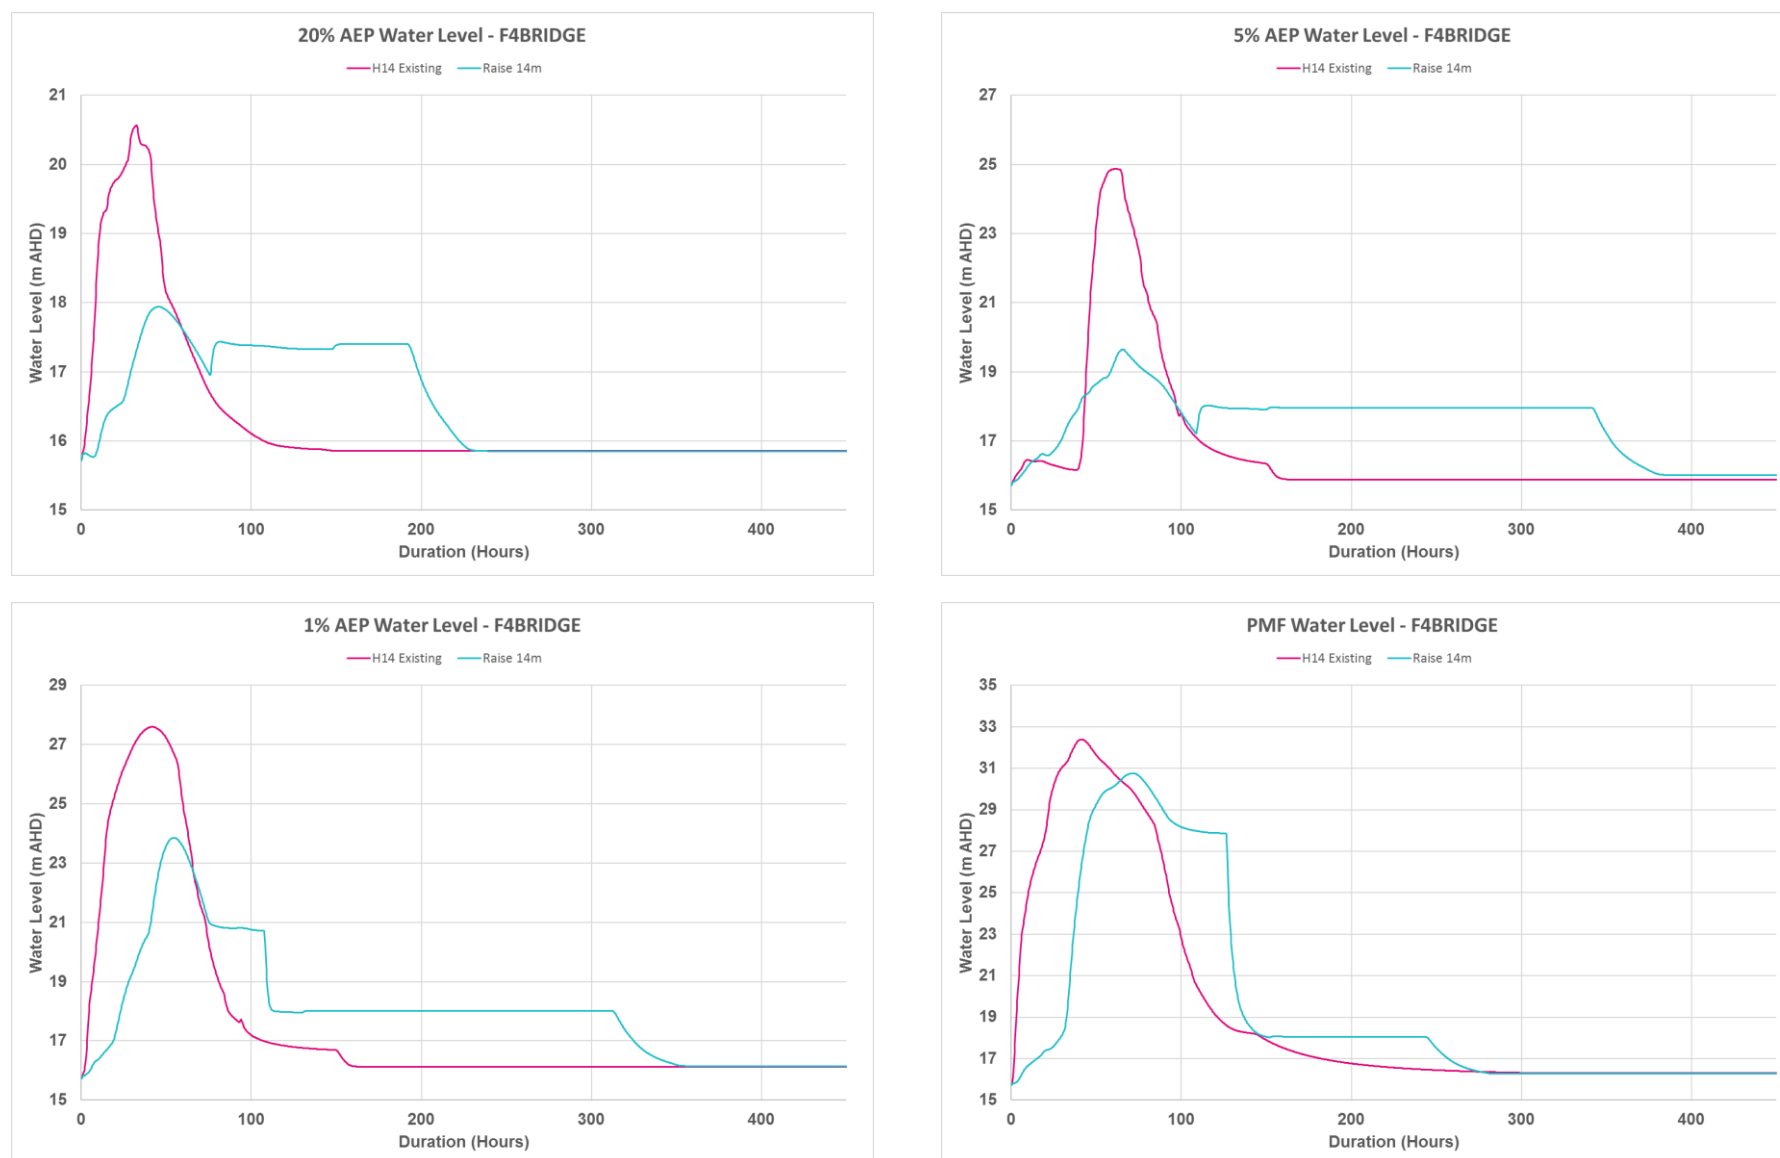 20% AEP Water Level - F4BRIDGE
H14 Existing Raise 14m
21
20
19
18
17
16
15
Water Level (m AHD)
0 100 200 300 400
Duration (Hours)
5% AEP Water Level - F4BRIDGE
H14 Existing Raise 14m
27
25
23
21
19
17
15
Water Level (m AHD)
0 100 200 300 400
Duration (Hours)
1% AEP Water Level - F4BRIDGE
H14 Existing Raise 14m
29
27
25
23
21
19
17
15
Water Level (m AHD)
0 100 200 300 400
Duration (Hours)
PMF Water Level - F4BRIDGE
H14 Existing Raise 14m
35
33
31
29
27
25
23
21
19
17
15
Water Level (m AHD)
0 100 200 300 400
Duration (Hours)